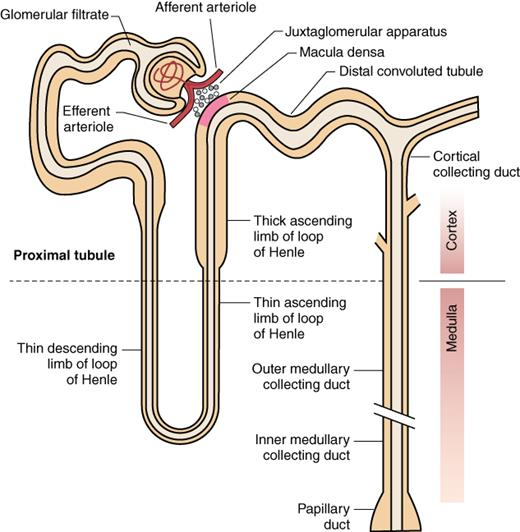 Afferent arteriole
Glomerular filtrate
Juxtaglomerular apparatus
Macula densa
Distal convoluted tubule
Efferent
arteriole
Cortical
collecting duct
Cortex
Thick ascending
limb of loop
of Henle
Proximal tubule
Thin ascending
limb of loop
of Henle
Medulla
Thin descending
limb of loop
of Henle
Outer medullary
collecting duct
Inner medullary
collecting duct
Papillary
duct